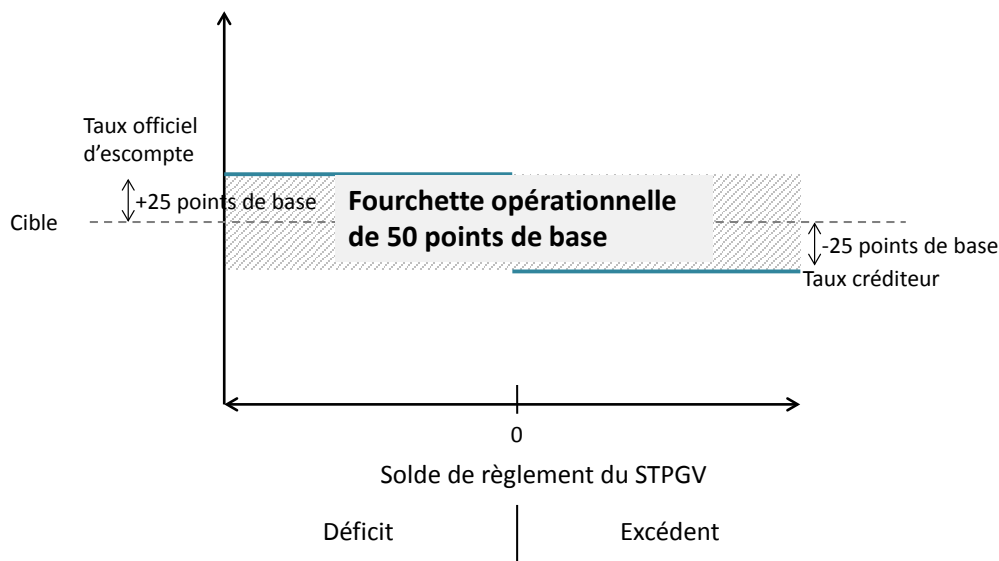 Taux officiel
d’escompte
+25 points de base
Cible
Fourchette opérationnelle
de 50 points de base
-25 points de base
Taux créditeur
0
Solde de règlement du STPGV
Déficit
Excédent